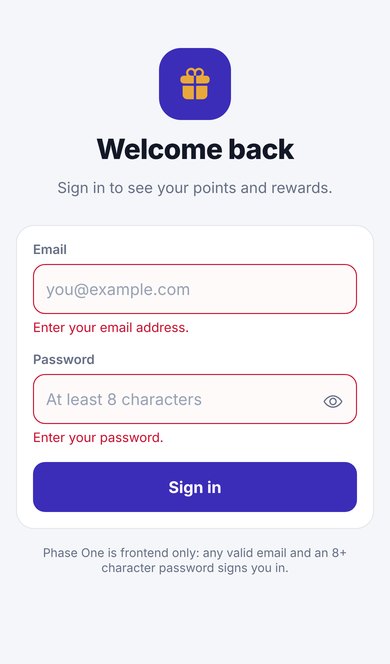 Welcome back
Sign in to see your points and rewards.
Email
you@example.com
Enter your email address.
Password
At least 8 characters
Enter your password.
Sign in
Phase One is frontend only: any valid email and an 8+
character password signs you in.